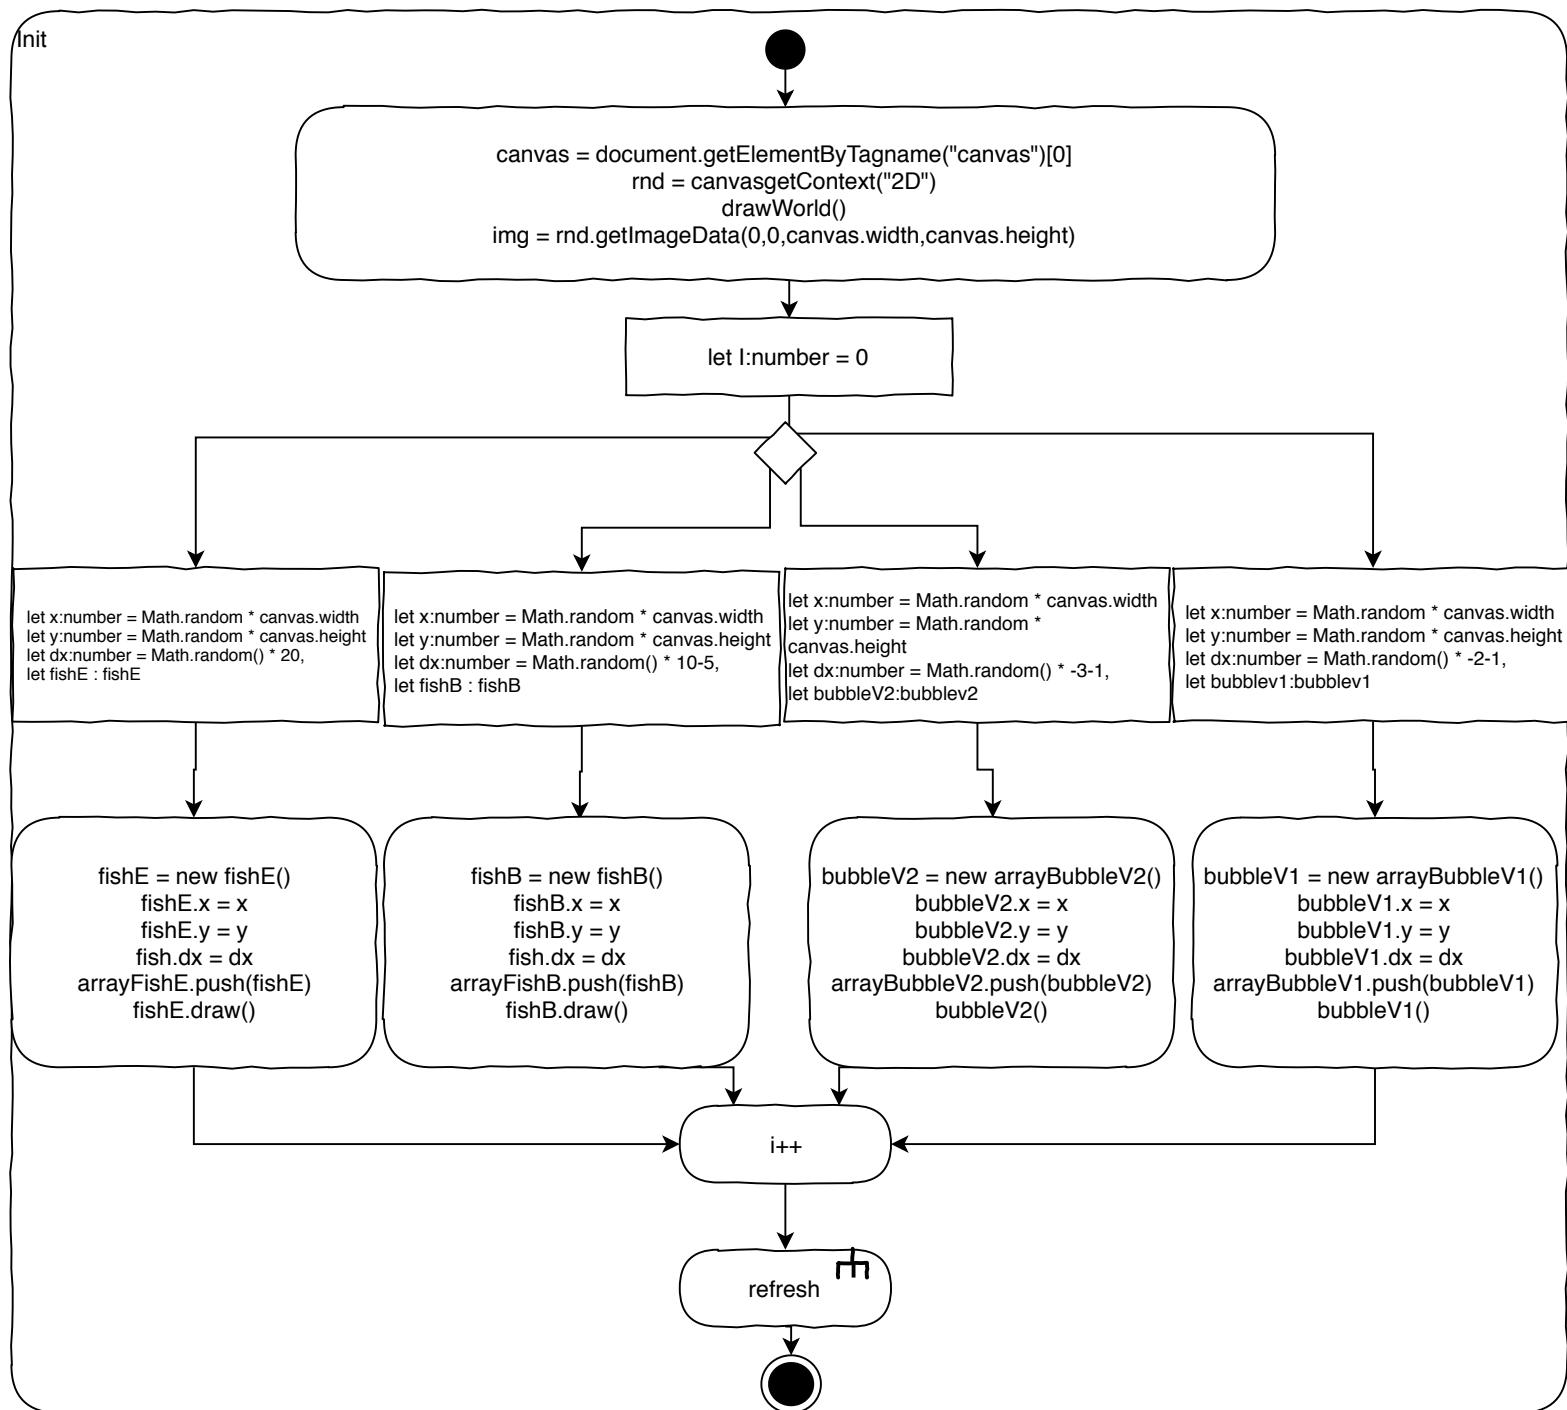 Init
canvas = document.getElementByTagname("canvas")[0]
rnd = canvasgetContext("2D")
drawWorld()
img = rnd.getImageData(0,0,canvas.width,canvas.height)
let I:number = 0
let x:number = Math.random * canvas.width
let y:number = Math.random * canvas.height
let dx:number = Math.random() * 20,
let fishE : fishE
let x:number = Math.random * canvas.width
let y:number = Math.random * canvas.height
let dx:number = Math.random() * 10-5,
let fishB : fishB
let x:number = Math.random * canvas.width
let y:number = Math.random *
canvas.height
let dx:number = Math.random() * -3-1,
let bubbleV2:bubblev2
let x:number = Math.random * canvas.width
let y:number = Math.random * canvas.height
let dx:number = Math.random() * -2-1,
let bubblev1:bubblev1
fishE = new fishE()
fishE.x = x
fishE.y = y
fish.dx = dx
arrayFishE.push(fishE)
fishE.draw()
fishB = new fishB()
fishB.x = x
fishB.y = y
fish.dx = dx
arrayFishB.push(fishB)
fishB.draw()
bubbleV2 = new arrayBubbleV2()
bubbleV2.x = x
bubbleV2.y = y
bubbleV2.dx = dx
arrayBubbleV2.push(bubbleV2)
bubbleV2()
bubbleV1 = new arrayBubbleV1()
bubbleV1.x = x
bubbleV1.y = y
bubbleV1.dx = dx
arrayBubbleV1.push(bubbleV1)
bubbleV1()
i++
refresh